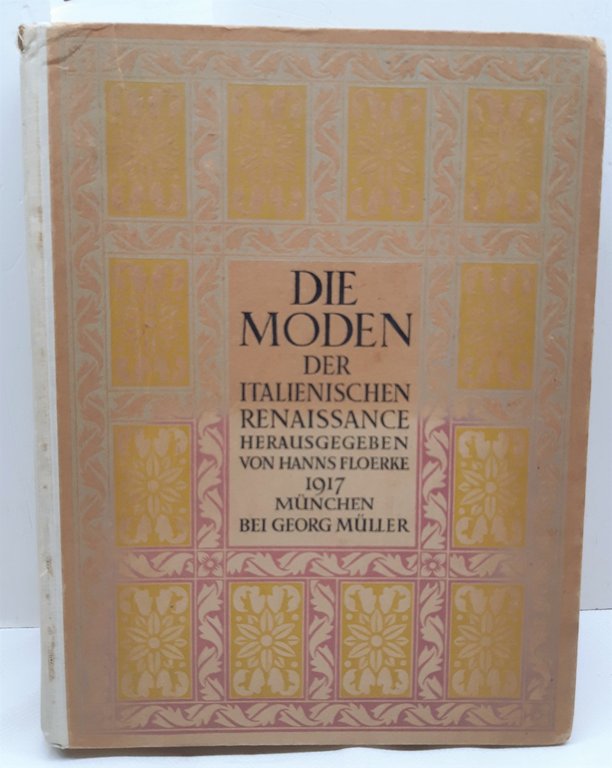 DIE
MODEN
DER
ITALIENISCHEN
RENAISSANCE
HERAUSGEGEBEN
VON HANNS FLOERKE
1917
MÜNCHEN
BEI GEORG MÜLLER